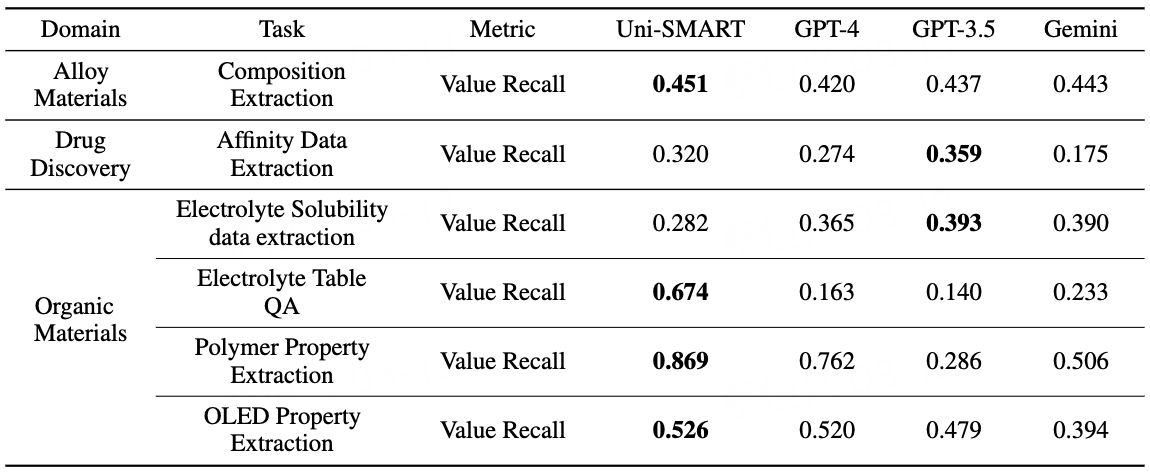 Domain Task Metric Uni-SMART GPT-4 GPT-3.5 Gemini
Alloy Materials Composition Extraction Value Recall 0.451 0.420 0.437 0.443
Drug Discovery Affinity Data Extraction Value Recall 0.320 0.274 0.359 0.175
Organic Materials Electrolyte Solubility data extraction Value Recall 0.282 0.365 0.393 0.390
Electrolyte Table QA Value Recall 0.674 0.163 0.140 0.233
Polymer Property Extraction Value Recall 0.869 0.762 0.286 0.506
OLED Property Extraction Value Recall 0.526 0.520 0.479 0.394